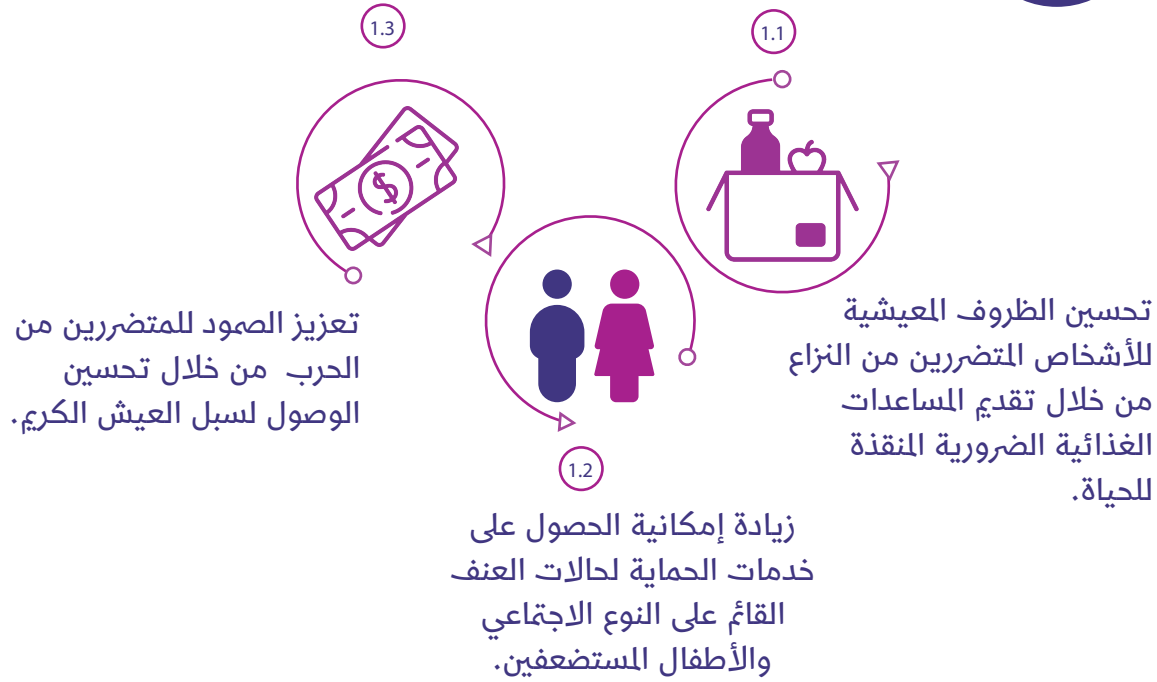 1.1
تحسين الظروف المعيشية
للأشخاص المتضررين من النزاع
من خلال تقديم المساعدات
الغذائية الضرورية المنقذة
للحياة.
1.2
زيادة إمكانية الحصول على
خدمات الحماية لحالات العنف
القائم على النوع الاجتماعي
والأطفال المستضعفين.
1.3
تعزيز الصمود للمتضررين من
الحرب من خلال تحسين
الوصول لسبل العيش الكريم.